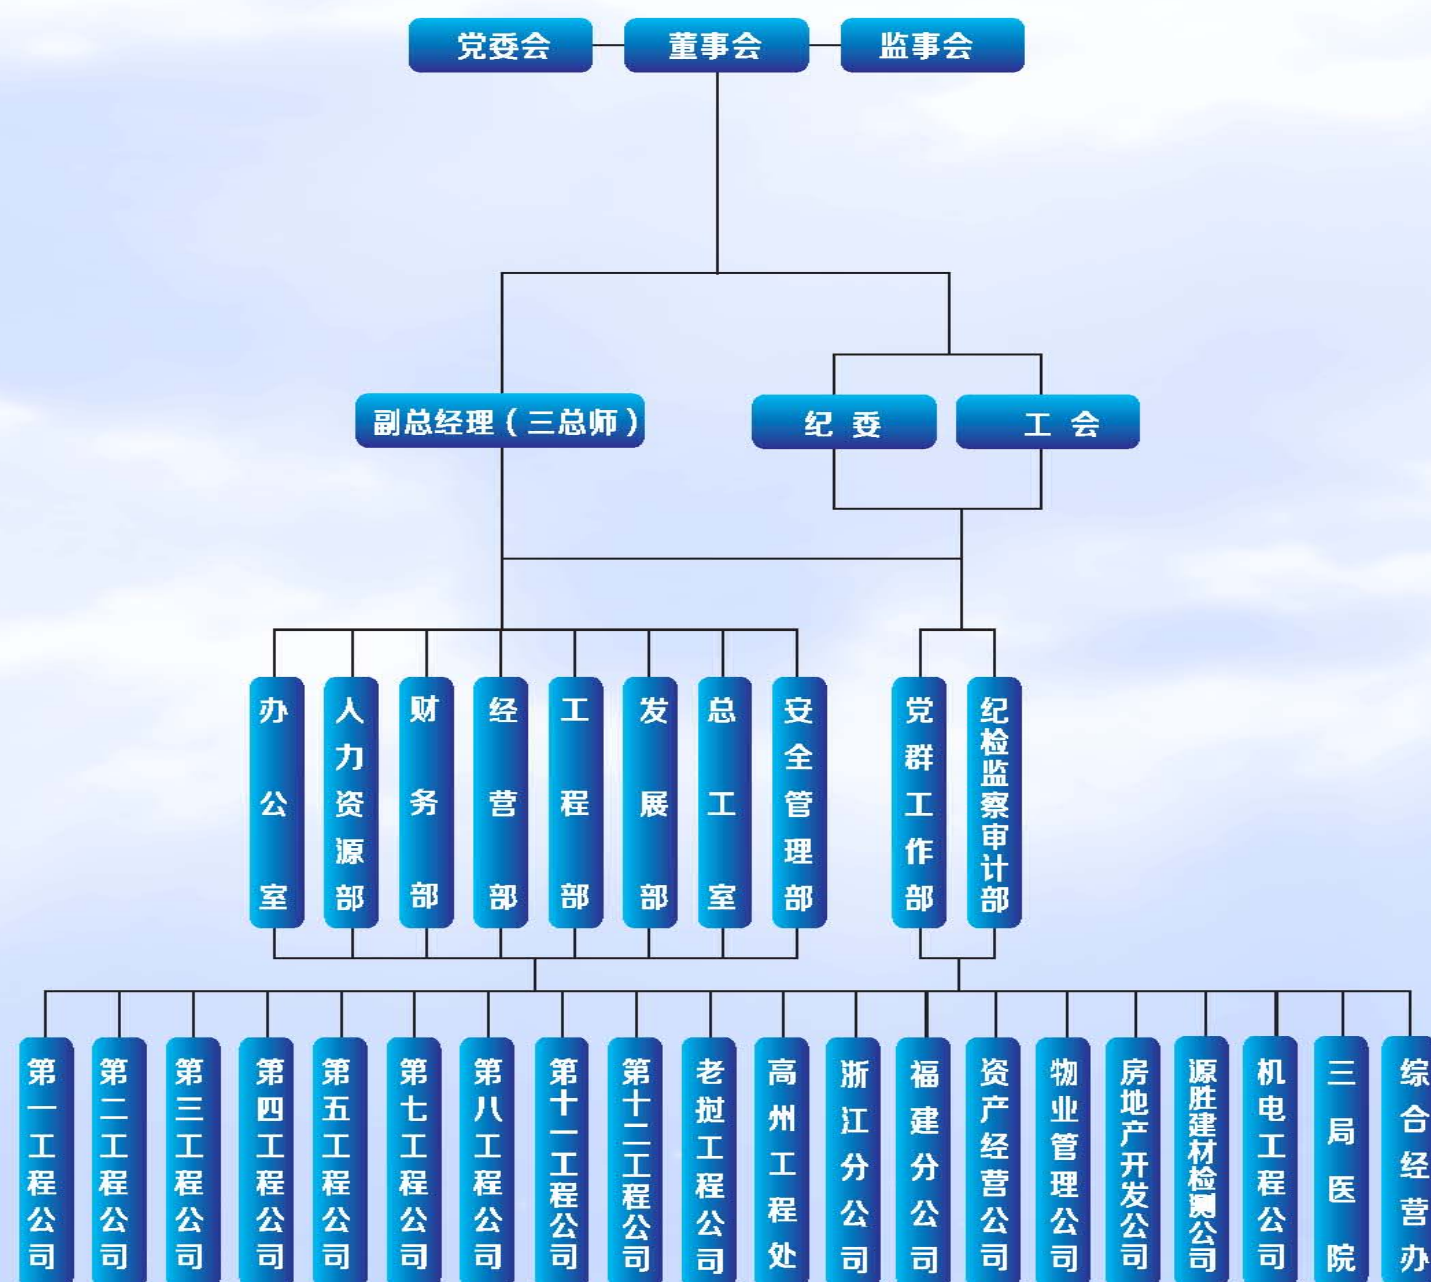 党委会
董事会
监事会
副总经理（三总师）
纪 委
工 会
办公室
人力资源部
财务部
经营部
工程部
发展部
总工室
安全管理部
党群工作部
纪检监察审计部
第一工程公司
第二工程公司
第三工程公司
第四工程公司
第五工程公司
第七工程公司
第八工程公司
第十一工程公司
第十二工程公司
老挝工程公司
高州工程处
浙江分公司
福建分公司
资产经营公司
物业管理公司
房地产开发公司
源胜建材检测公司
机电工程公司
三局医院
综合经营办